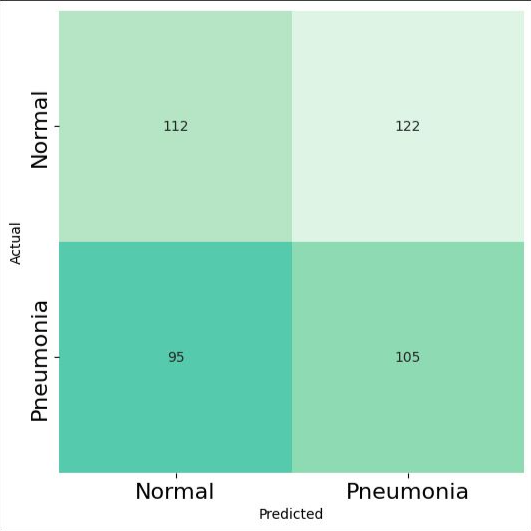 Normal
112
122
Actual
Pneumonia
95
105
Normal
Pneumonia
Predicted